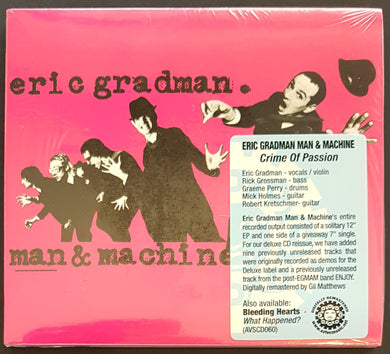 eric gradman.
man & machine
ERIC GRADMAN MAN & MACHINE
Crime Of Passion
Eric Gradman - vocals / violin
Rick Grossman - bass
Graeme Perry - drums
Mick Holmes - guitar
Robert Kretschmer- guitar
Eric Gradman Man & Machine's entire
recorded output consisted of a solitary 12"
EP and one side of a giveaway 7" single.
For our deluxe CD reissue, we have added
nine previously unreleased tracks that
were originally recorded as demos for the
Deluxe label and a previously unreleased
track from the post-EGMAM band ENJOY.
Digitally remastered by Gil Matthews
Also available:
Bleeding Hearts -
What Happened?
(AVSCD060)